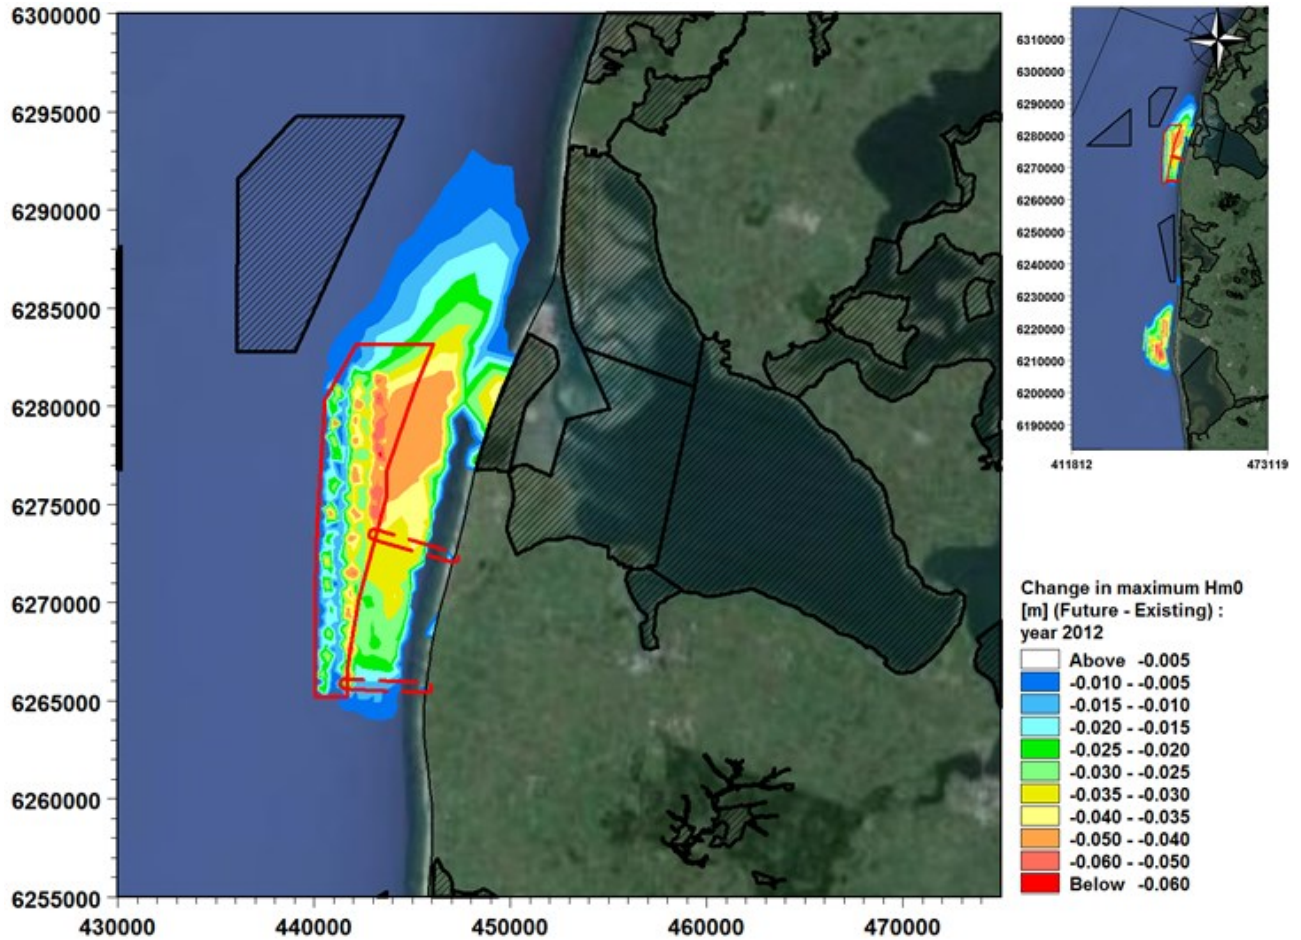 6300000
6295000
6290000
6285000
6280000
6275000
6270000
6265000
6260000
6255000
430000 440000 450000 460000 470000
6310000
6300000
6290000
6280000
6270000
6260000
6250000
6240000
6230000
6220000
6210000
6200000
6190000
411812 473119
Change in maximum Hm0
[m] (Future - Existing) :
year 2012
Above -0.005
-0.010 - -0.005
-0.015 - -0.010
-0.020 - -0.015
-0.025 - -0.020
-0.030 - -0.025
-0.035 - -0.030
-0.040 - -0.035
-0.050 - -0.040
-0.060 - -0.050
Below -0.060